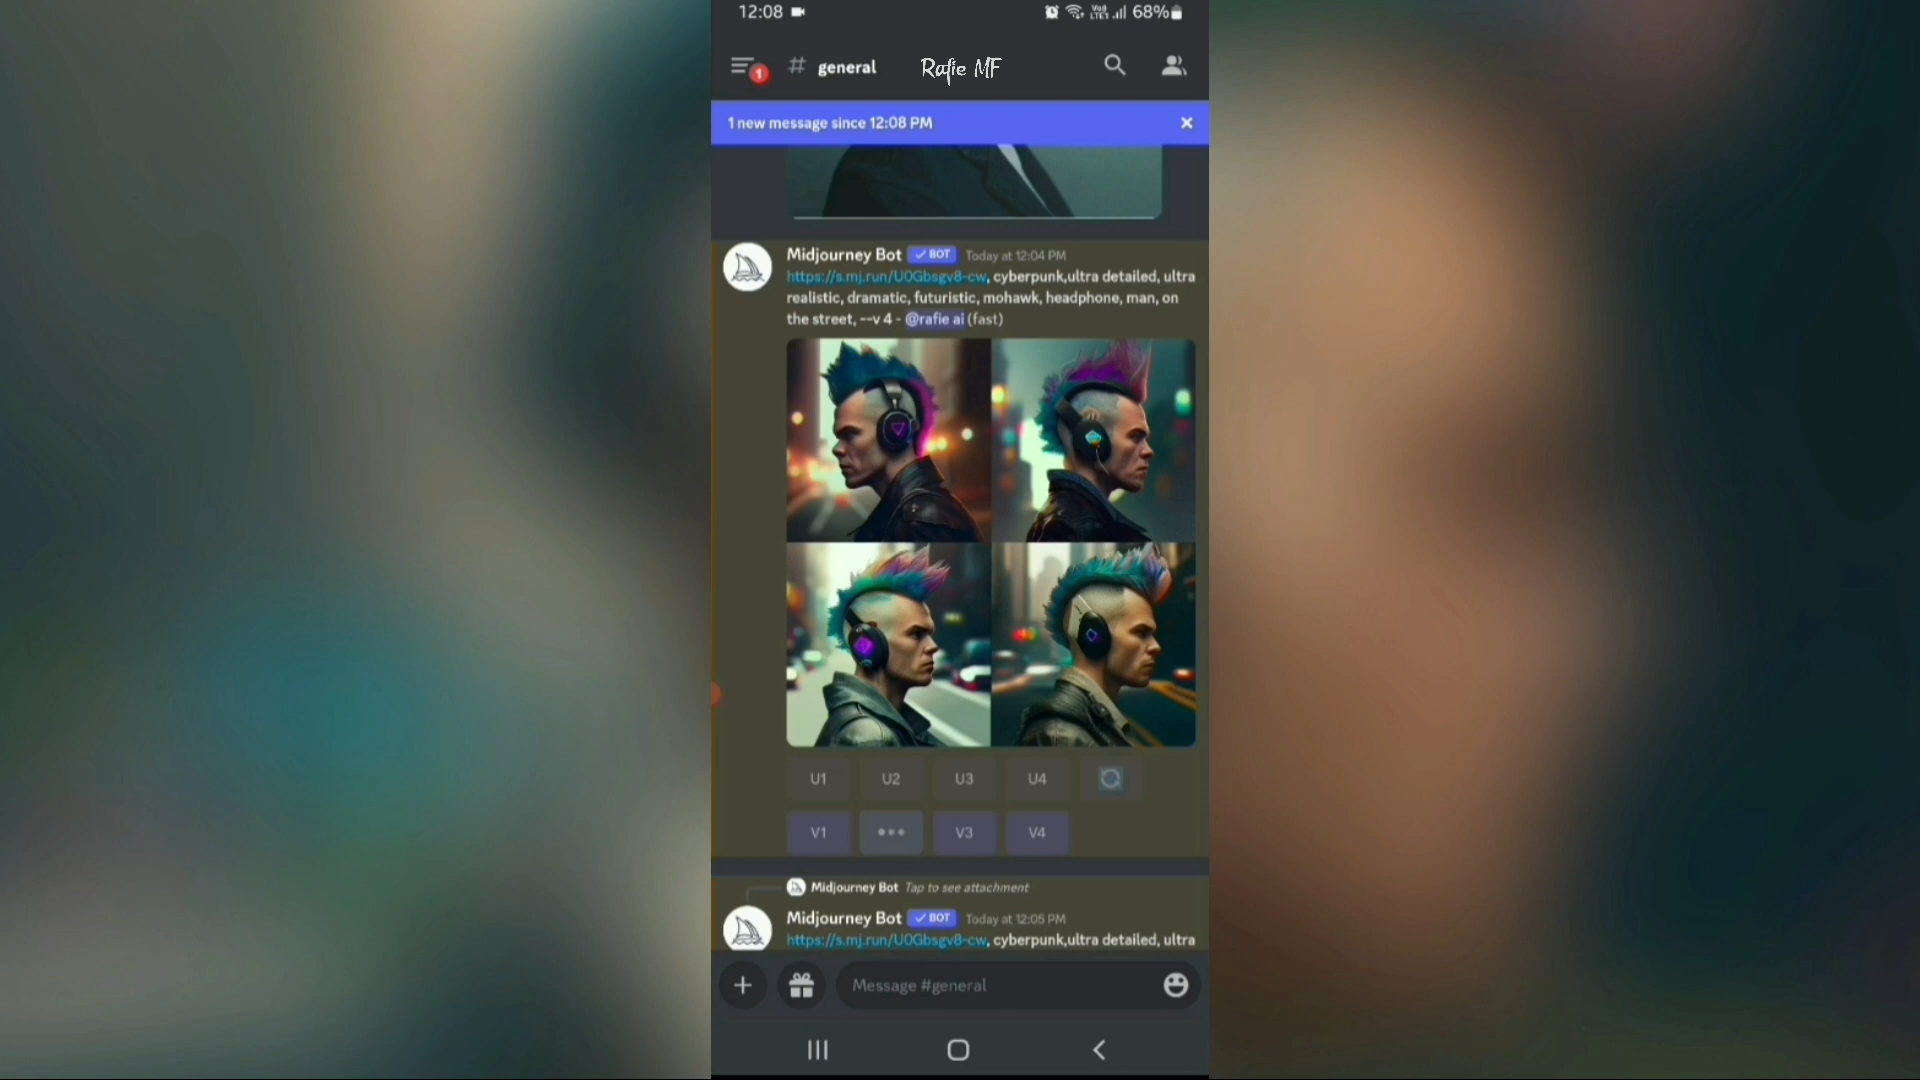 12:08 68%
1 # general Rafie MF
1 new message since 12:08 PM
Midjourney Bot BOT Today at 12:04 PM
https://s.mj.run/U0Gbsgv8-cw, cyberpunk,ultra detailed, ultra
realistic, dramatic, futuristic, mohawk, headphone, man, on
the street, --v 4 - @rafie ai (fast)
U1 U2 U3 U4
V1 V3 V4
Midjourney Bot Tap to see attachment
Midjourney Bot BOT Today at 12:05 PM
https://s.mj.run/U0Gbsgv8-cw, cyberpunk,ultra detailed, ultra
Message #general